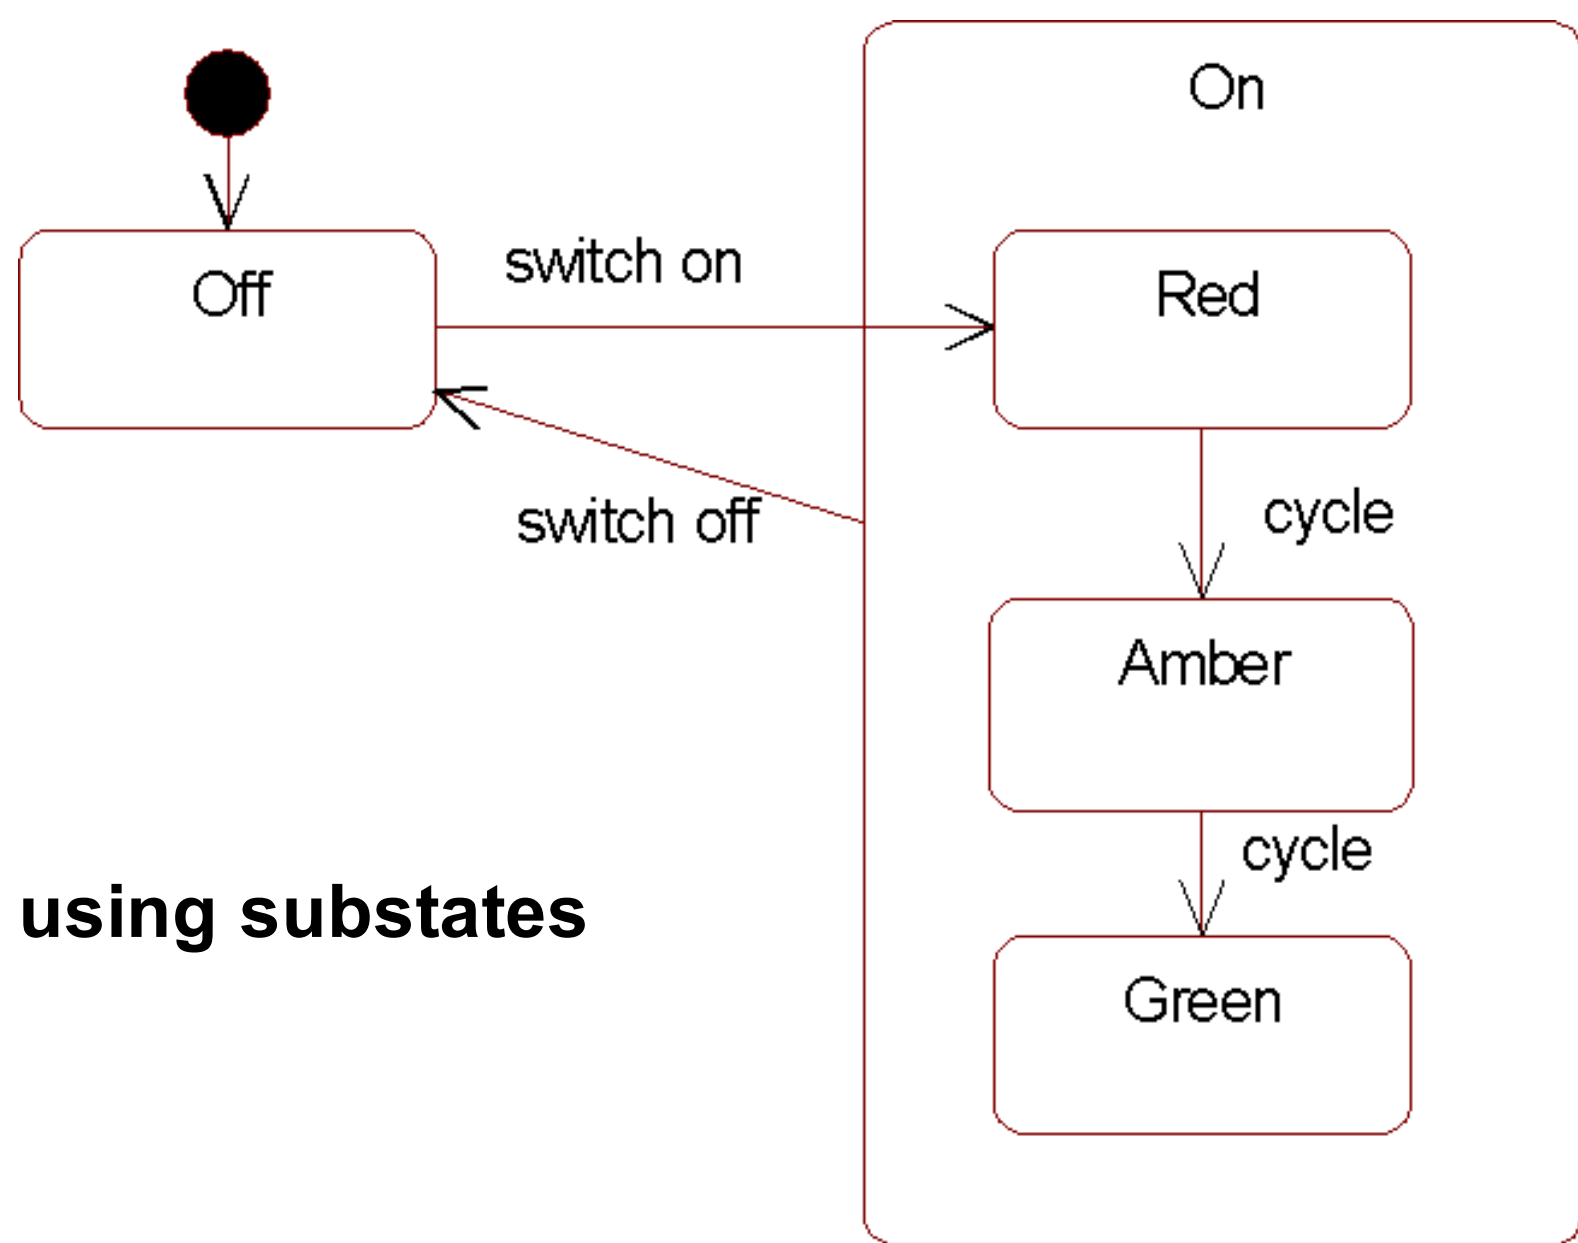 On
Off
switch on
Red
switch off
cycle
Amber
cycle
using substates
Green